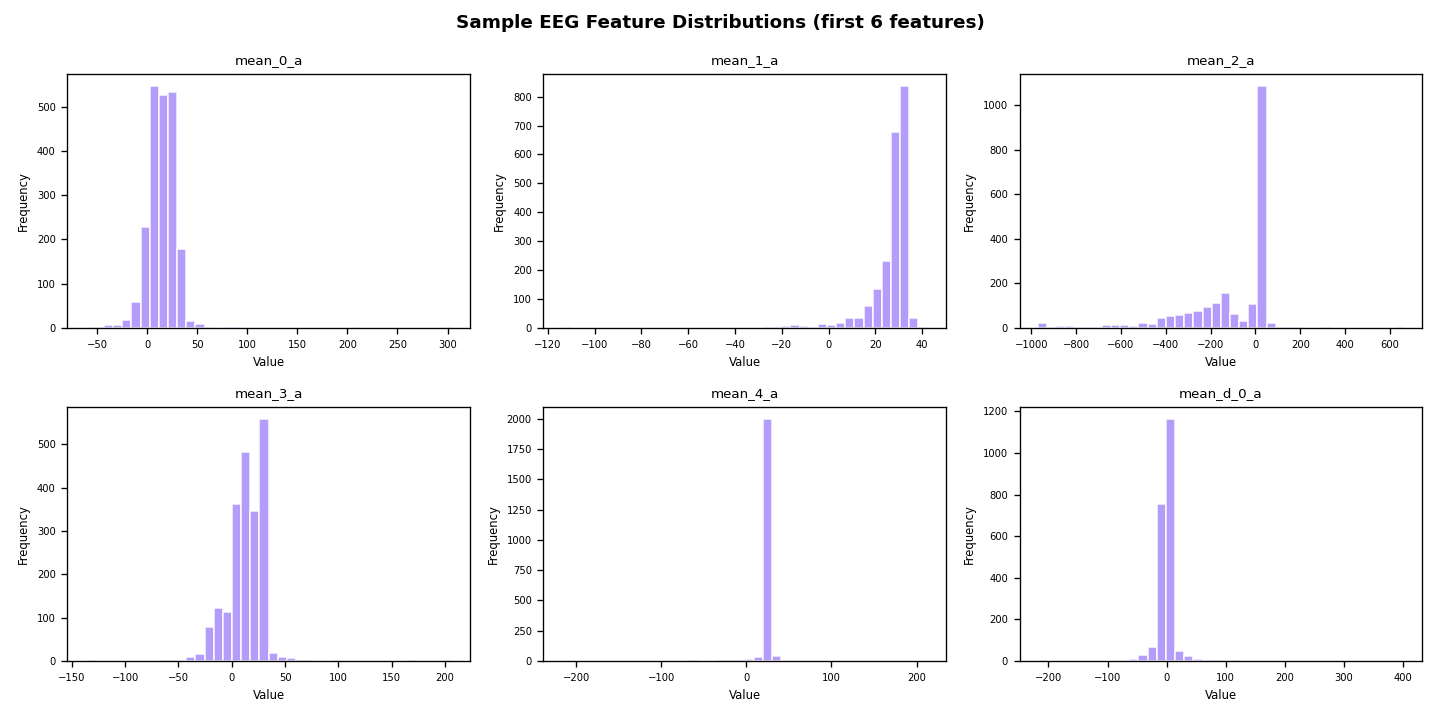 Sample EEG Feature Distributions (first 6 features)
mean_0_a
Frequency
500
400
300
200
100
0
−50 0 50 100 150 200 250 300
Value
mean_1_a
Frequency
800
700
600
500
400
300
200
100
0
−120 −100 −80 −60 −40 −20 0 20 40
Value
mean_2_a
Frequency
1000
800
600
400
200
0
−1000 −800 −600 −400 −200 0 200 400 600
Value
mean_3_a
Frequency
500
400
300
200
100
0
−150 −100 −50 0 50 100 150 200
Value
mean_4_a
Frequency
2000
1750
1500
1250
1000
750
500
250
0
−200 −100 0 100 200
Value
mean_d_0_a
Frequency
1200
1000
800
600
400
200
0
−200 −100 0 100 200 300 400
Value